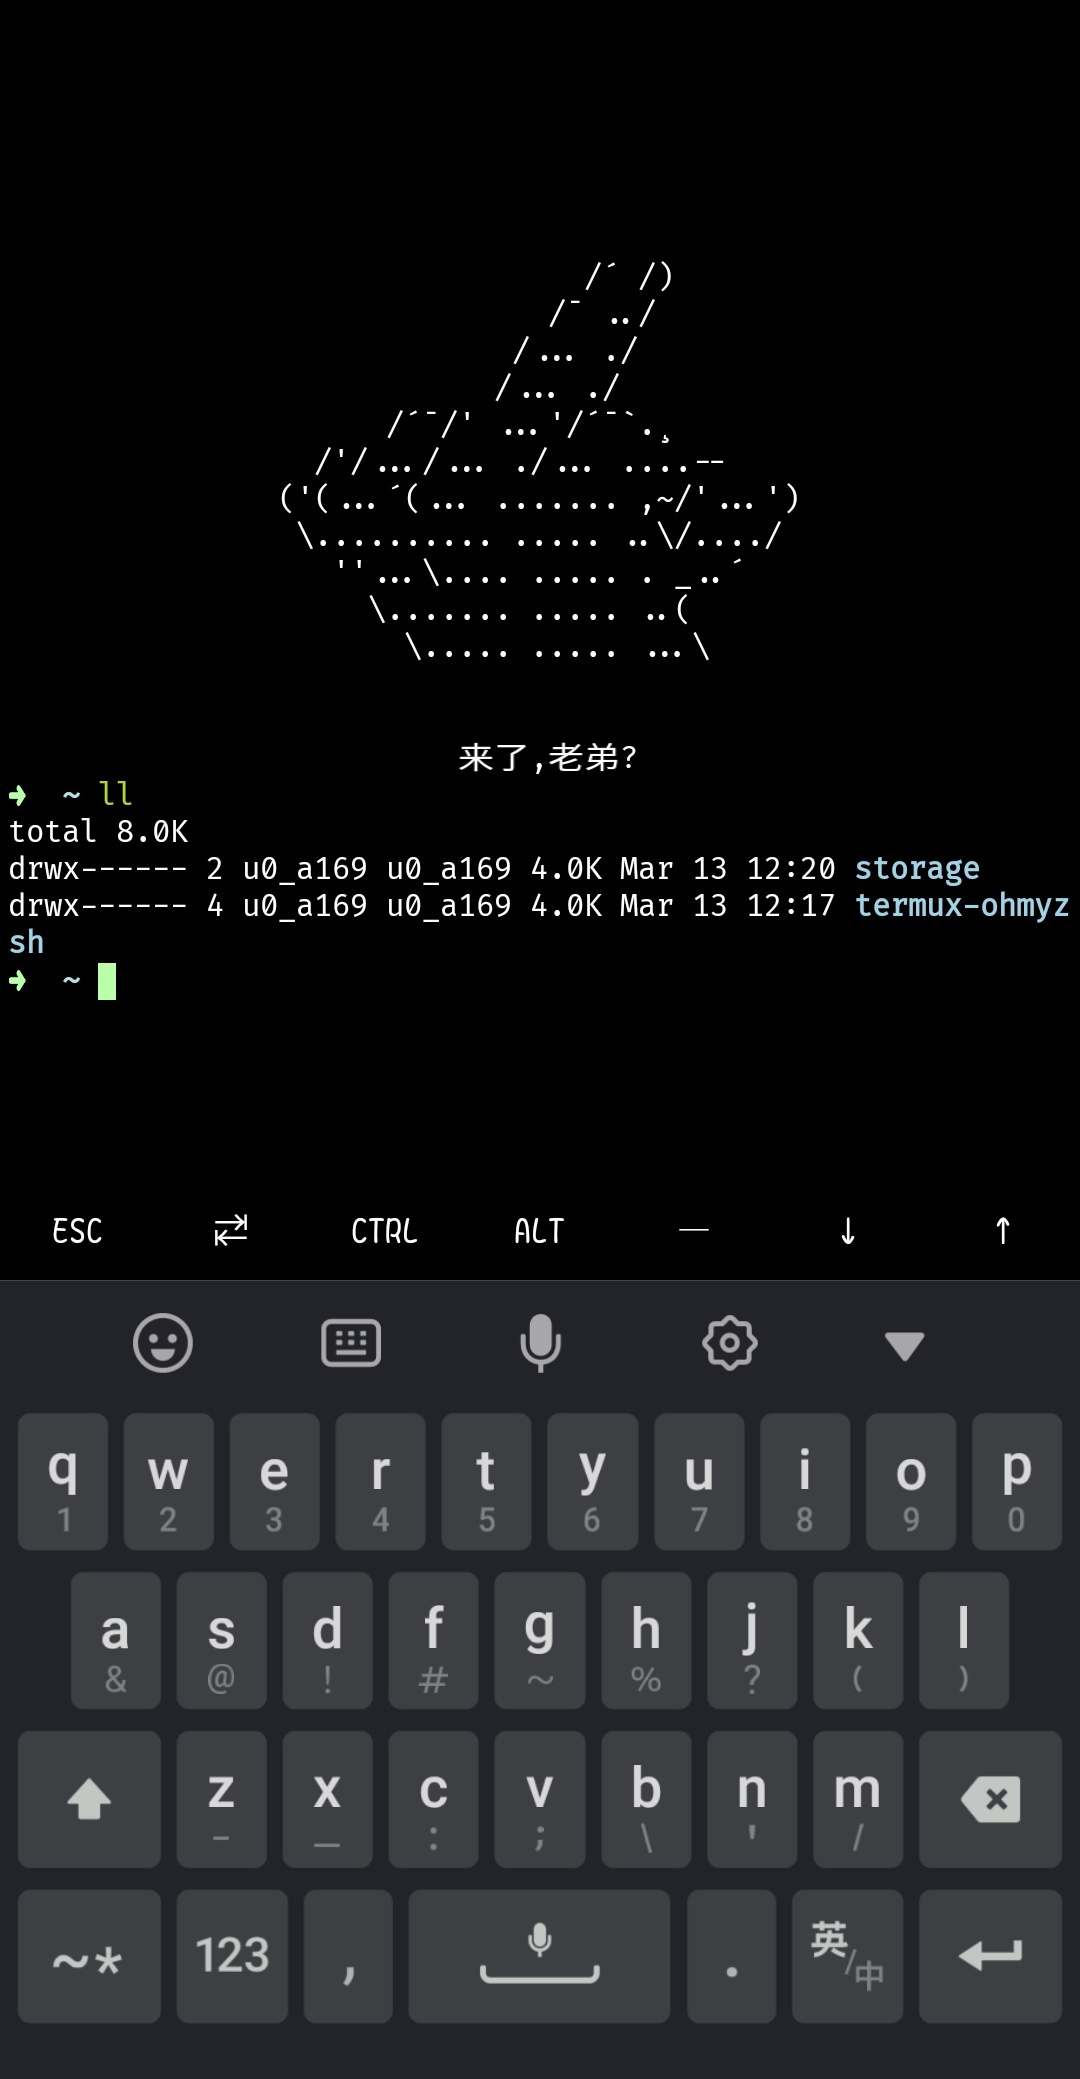 /´ /)
/¯ ../
/... ./
/... ./
/´¯/' ...'/´¯`.¸
/'/.../... ./... ....--
('(...´(... ....... ,~/'...')
\.......... ..... ..\/..../
''...\.... ..... . _..´
\....... ..... ..(
\..... ..... ...\
来了,老弟?
➜ ~ ll
total 8.0K
drwx------ 2 u0_a169 u0_a169 4.0K Mar 13 12:20 storage
drwx------ 4 u0_a169 u0_a169 4.0K Mar 13 12:17 termux-ohmyz
sh
➜ ~
ESC ⇄ CTRL ALT — ↓ ↑
q w e r t y u i o p
1 2 3 4 5 6 7 8 9 0
a s d f g h j k l
& @ ! # ~ % ? ( )
z x c v b n m
- _ : ; \ ' /
~* 123 , . 英/中